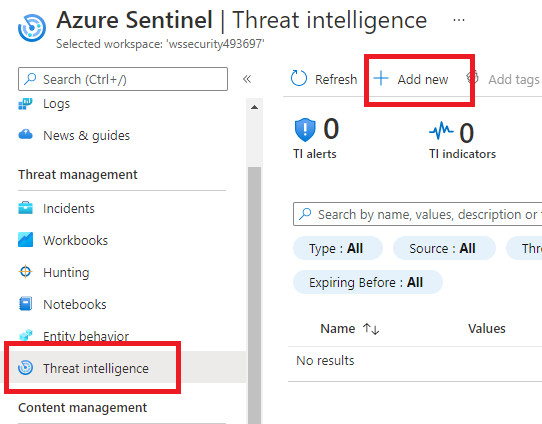 Azure Sentinel | Threat intelligence ...
Selected workspace: 'wssecurity493697'
Search (Ctrl+/)
«
Logs
News & guides
Threat management
Incidents
Workbooks
Hunting
Notebooks
Entity behavior
Threat intelligence
Content management
Refresh + Add new Add tags
0 TI alerts
0 TI indicators
Search by name, values, description or
Type : All Source : All Thre
Expiring Before : All
Name ↑↓ Values
No results